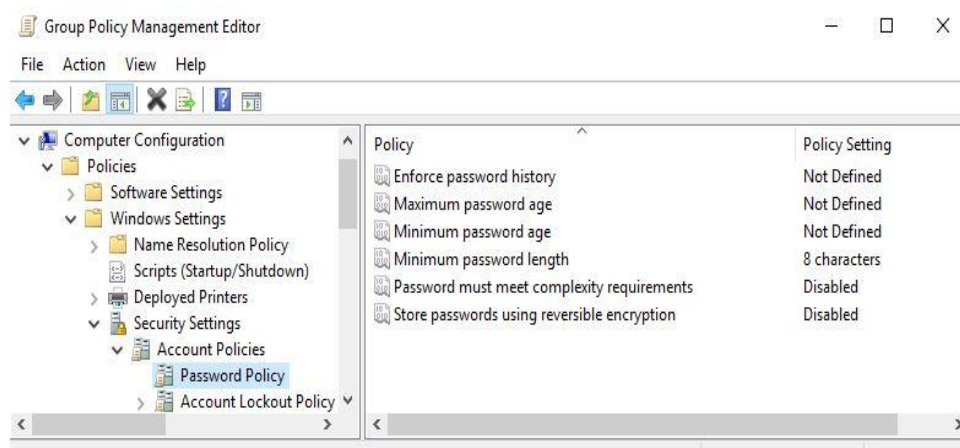 Group Policy Management Editor
File Action View Help
Computer Configuration
Policies
Software Settings
Windows Settings
Name Resolution Policy
Scripts (Startup/Shutdown)
Deployed Printers
Security Settings
Account Policies
Password Policy
Account Lockout Policy
Policy Policy Setting
Enforce password history Not Defined
Maximum password age Not Defined
Minimum password age Not Defined
Minimum password length 8 characters
Password must meet complexity requirements Disabled
Store passwords using reversible encryption Disabled